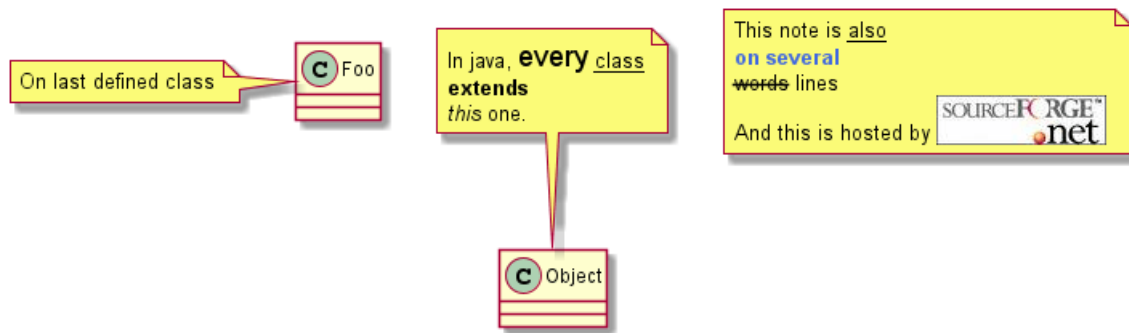 On last defined class
C Foo
In java, every class
extends
this one.
C Object
This note is also
on several
words lines
And this is hosted by SOURCEFORGE™
.net